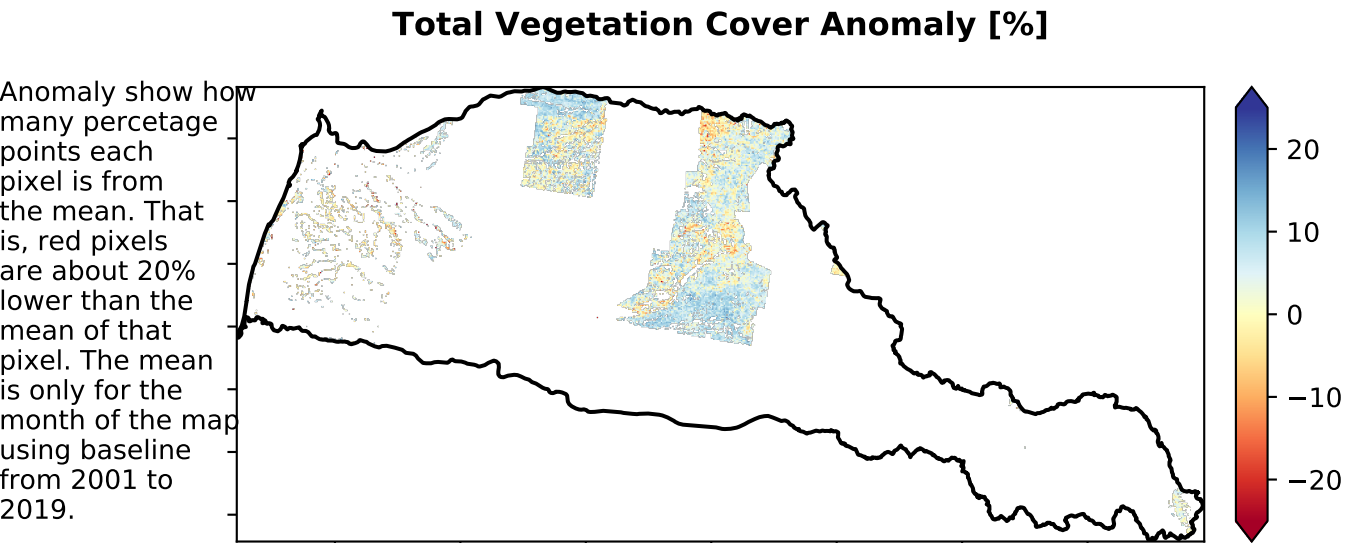 Total Vegetation Cover Anomaly [%]
Anomaly show how
many percetage
points each
pixel is from
the mean. That
is, red pixels
are about 20%
lower than the
mean of that
pixel. The mean
is only for the
month of the map
using baseline
from 2001 to
2019.
20
10
0
−10
−20